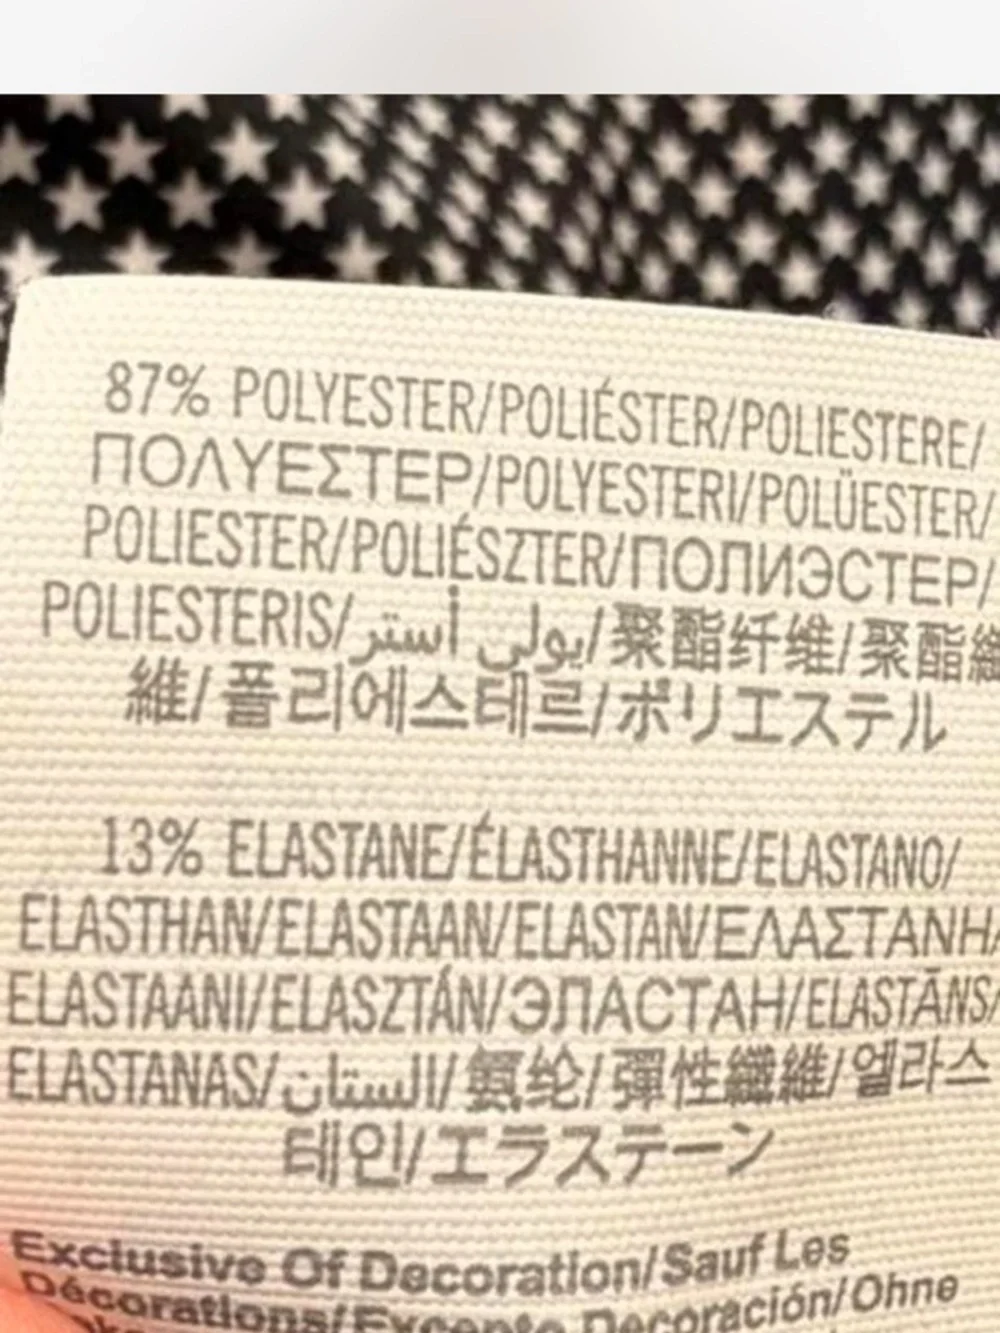 87% POLYESTER/POLIÉSTER/POLIESTERE/
ΠΟΛΥΕΣΤΕΡ/POLYESTERI/POLÜESTER/
POLIESTER/POLIÉSZTER/ПОЛИЭСТЕР/
POLIESTERIS/بولي أستر/聚酯纤维/聚酯纖
維/폴리에스테르/ポリエステル
13% ELASTANE/ÉLASTHANNE/ELASTANO/
ELASTHAN/ELASTAAN/ELASTAN/ΕΛΑΣΤΑΝΗ/
ELASTAANI/ELASZTÁN/ЭЛАСТАН/ELASTĀNS/
ELASTANAS/الستان/氨纶/彈性纖維/엘라스
테인/エラステーン
Exclusive Of Decoration/Sauf Les
Décorations/Excepto Decoración/Ohne